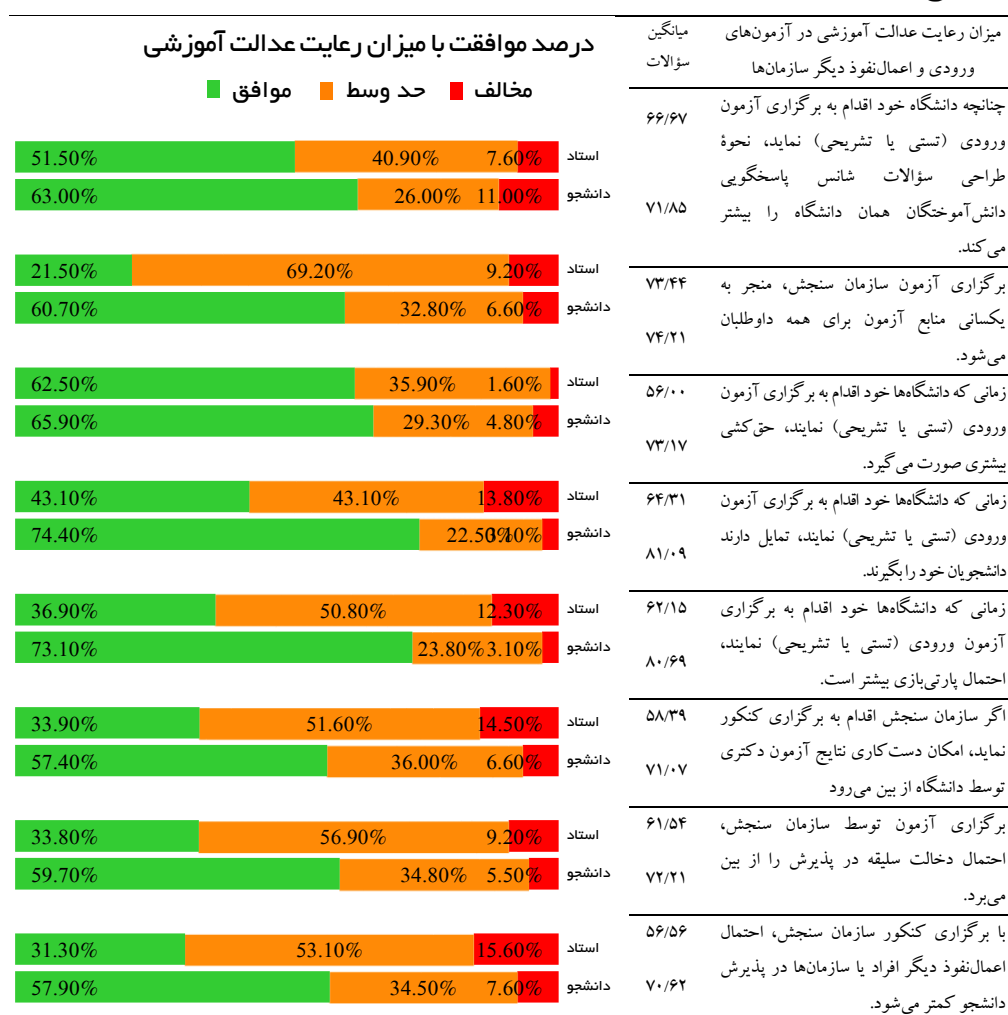 میزان رعایت عدالت آموزشی در آزمون‌های
ورودی و اعمال‌نفوذ دیگر سازمان‌ها
میانگین
سؤالات
درصد موافقت با میزان رعایت عدالت آموزشی
مخالف حد وسط موافق
چنانچه دانشگاه خود اقدام به برگزاری آزمون
ورودی (تستی یا تشریحی) نماید، نحوۀ
طراحی سؤالات شانس پاسخگویی
دانش‌آموختگان همان دانشگاه را بیشتر
می‌کند.
۶۶/۶۷
۷۱/۸۵
استاد 7.60% 40.90% 51.50%
دانشجو 11.00% 26.00% 63.00%
برگزاری آزمون سازمان سنجش، منجر به
یکسانی منابع آزمون برای همه داوطلبان
می‌شود.
۷۳/۴۴
۷۴/۲۱
استاد 9.20% 69.20% 21.50%
دانشجو 6.60% 32.80% 60.70%
زمانی که دانشگاه‌ها خود اقدام به برگزاری آزمون
ورودی (تستی یا تشریحی) نمایند، حق‌کشی
بیشتری صورت می‌گیرد.
۵۶/۰۰
۷۳/۱۷
استاد 1.60% 35.90% 62.50%
دانشجو 4.80% 29.30% 65.90%
زمانی که دانشگاه‌ها خود اقدام به برگزاری آزمون
ورودی (تستی یا تشریحی) نمایند، تمایل دارند
دانشجویان خود را بگیرند.
۶۴/۳۱
۸۱/۰۹
استاد 13.80% 43.10% 43.10%
دانشجو 3.10% 22.50% 74.40%
زمانی که دانشگاه‌ها خود اقدام به برگزاری
آزمون ورودی (تستی یا تشریحی) نمایند،
احتمال پارتی‌بازی بیشتر است.
۶۲/۱۵
۸۰/۶۹
استاد 12.30% 50.80% 36.90%
دانشجو 3.10% 23.80% 73.10%
اگر سازمان سنجش اقدام به برگزاری کنکور
نماید، امکان دست‌کاری نتایج آزمون دکتری
توسط دانشگاه از بین می‌رود
۵۸/۳۹
۷۱/۰۷
استاد 14.50% 51.60% 33.90%
دانشجو 6.60% 36.00% 57.40%
برگزاری آزمون توسط سازمان سنجش،
احتمال دخالت سلیقه در پذیرش را از بین
می‌برد.
۶۱/۵۴
۷۲/۲۱
استاد 9.20% 56.90% 33.80%
دانشجو 5.50% 34.80% 59.70%
با برگزاری کنکور سازمان سنجش، احتمال
اعمال‌نفوذ دیگر افراد یا سازمان‌ها در پذیرش
دانشجو کمتر می‌شود.
۵۶/۵۶
۷۰/۶۲
استاد 15.60% 53.10% 31.30%
دانشجو 7.60% 34.50% 57.90%